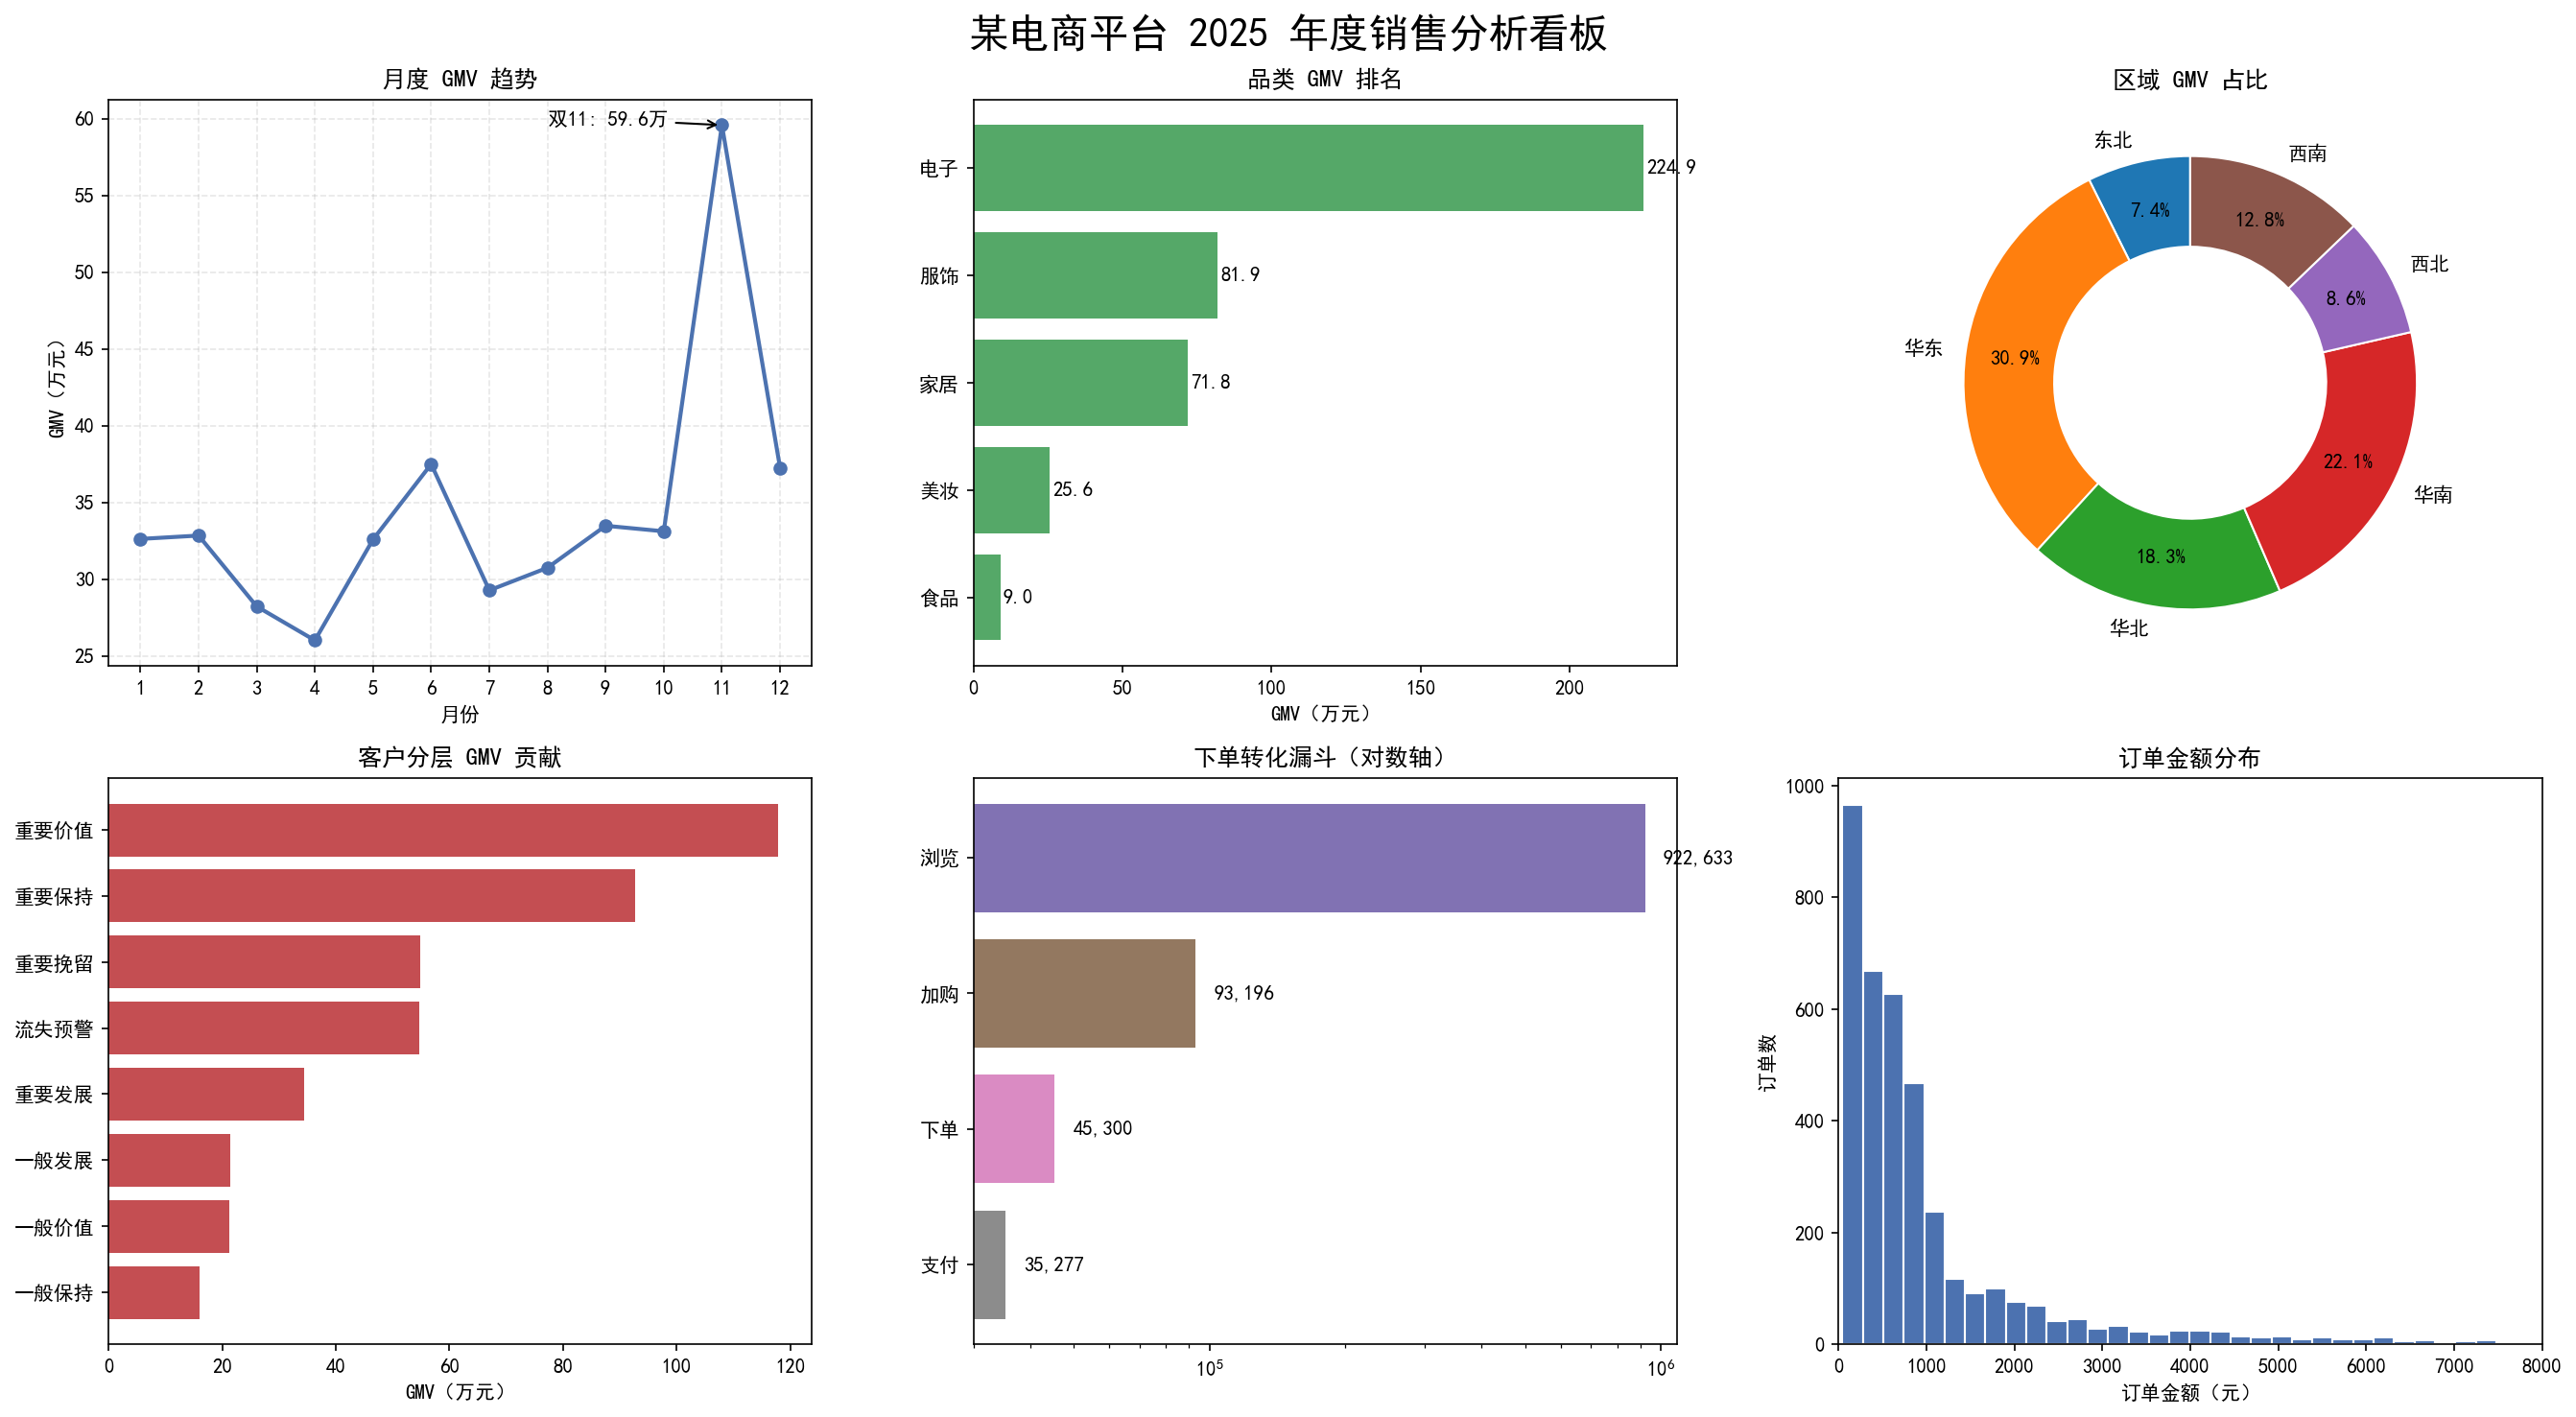 某电商平台 2025 年度销售分析看板
月度 GMV 趋势
60
55
50
45
40
35
30
25
GMV（万元）
双11: 59.6万
1 2 3 4 5 6 7 8 9 10 11 12
月份
品类 GMV 排名
电子 224.9
服饰 81.9
家居 71.8
美妆 25.6
食品 9.0
0 50 100 150 200
GMV（万元）
区域 GMV 占比
东北 7.4%
西南 12.8%
西北 8.6%
华东 30.9%
华南 22.1%
华北 18.3%
客户分层 GMV 贡献
重要价值
重要保持
重要挽留
流失预警
重要发展
一般发展
一般价值
一般保持
0 20 40 60 80 100 120
GMV（万元）
下单转化漏斗（对数轴）
浏览 922,633
加购 93,196
下单 45,300
支付 35,277
10⁵ 10⁶
订单金额分布
1000
800
600
400
200
0
订单数
0 1000 2000 3000 4000 5000 6000 7000 8000
订单金额（元）